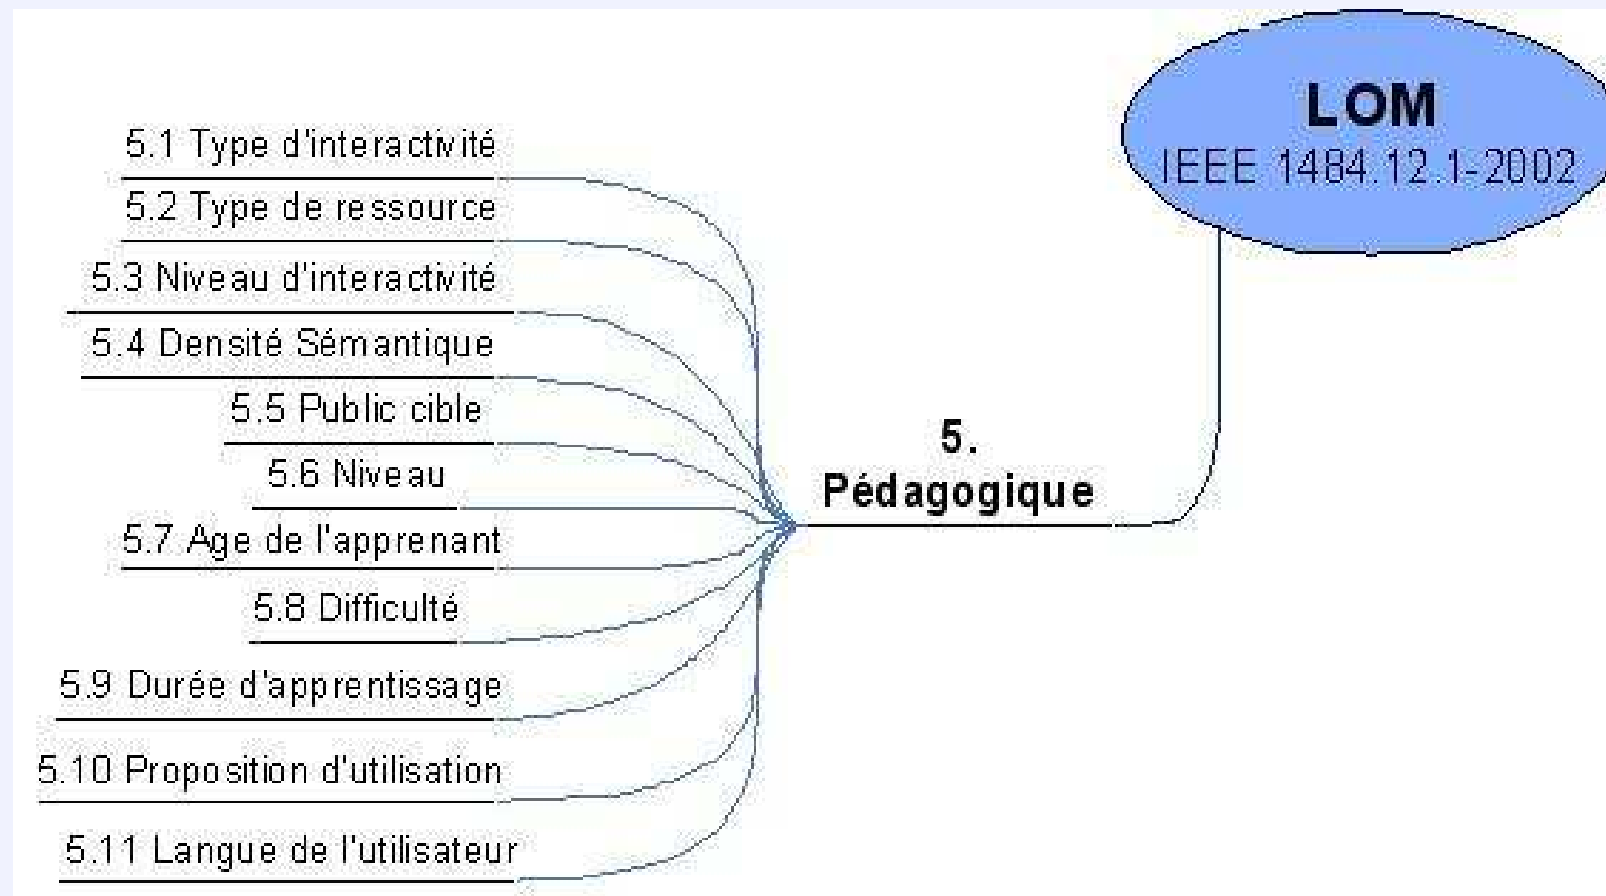 LOM
IEEE 1484.12.1-2002
5.
Pédagogique
5.1 Type d'interactivité
5.2 Type de ressource
5.3 Niveau d'interactivité
5.4 Densité Sémantique
5.5 Public cible
5.6 Niveau
5.7 Age de l'apprenant
5.8 Difficulté
5.9 Durée d'apprentissage
5.10 Proposition d'utilisation
5.11 Langue de l'utilisateur